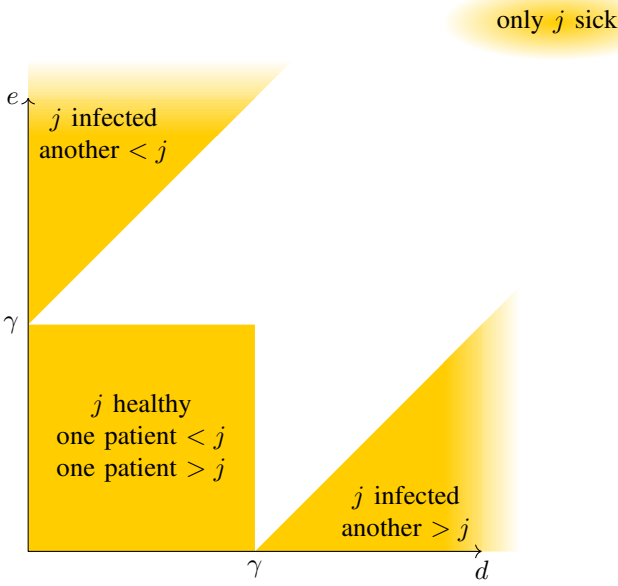 only j sick
e
j infected
another < j
γ
j healthy
one patient < j
one patient > j
j infected
another > j
γ
d